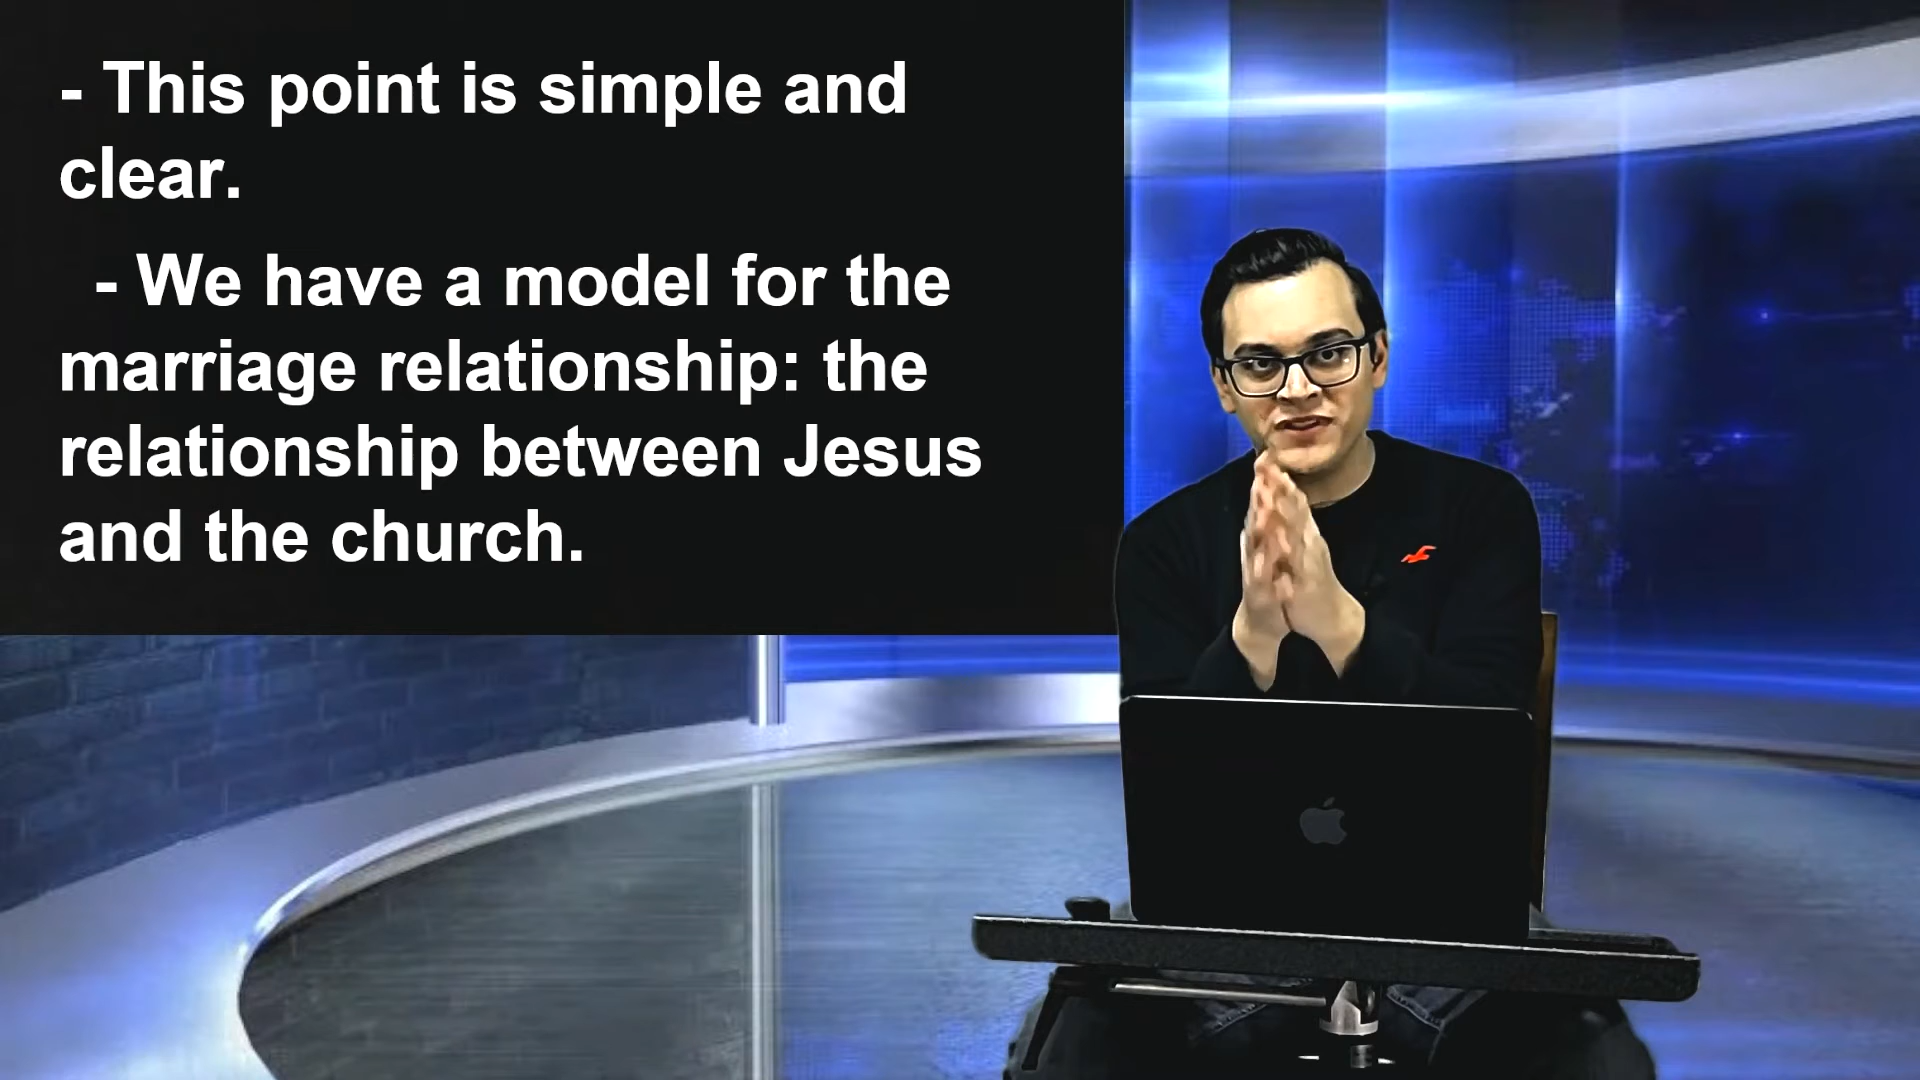 - This point is simple and
clear.
- We have a model for the
marriage relationship: the
relationship between Jesus
and the church.